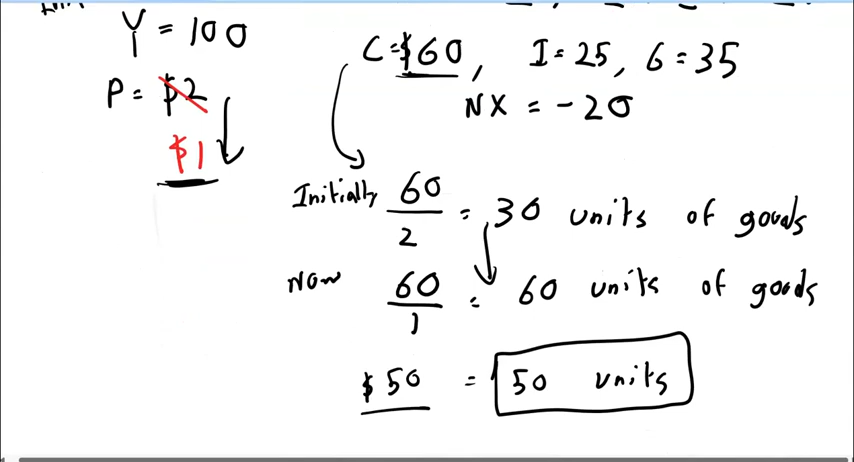 Y = 100
C = $60, I = 25, G = 35
P = $2
NX = -20
$1
Initially 60/2 = 30 units of goods
Now 60/1 = 60 units of goods
$50 = 50 units